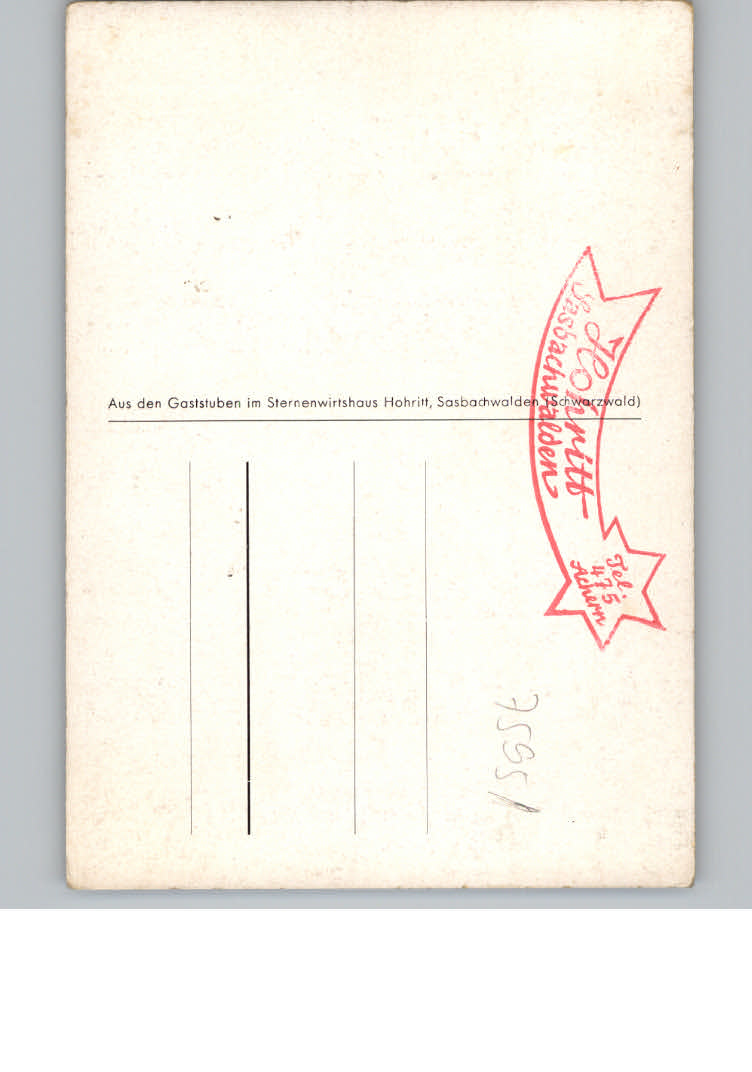 Aus den Gaststuben im Sternenwirtshaus Hohritt, Sasbachwalden (Schwarzwald)
Hohritt
Sasbachwalden
Tel.
475
Achern
7595